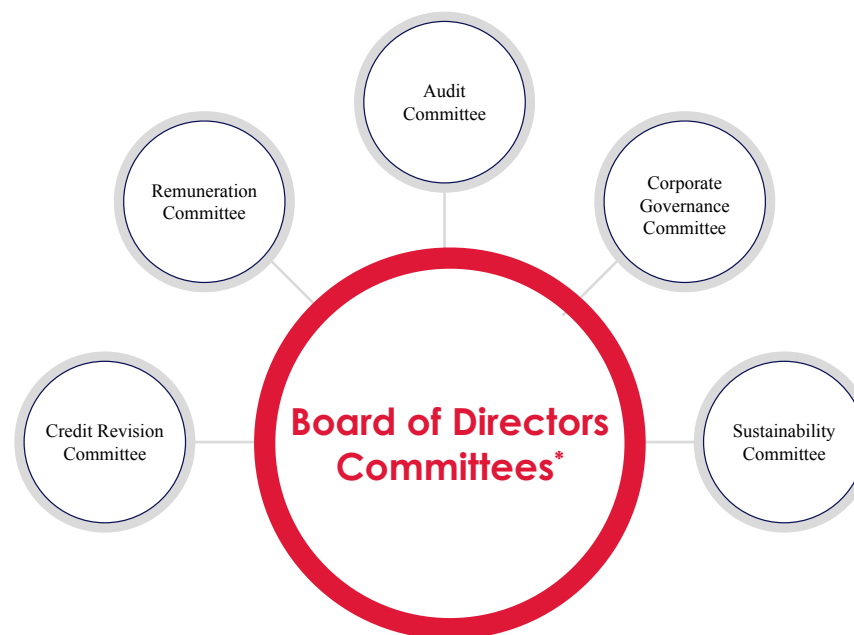 Audit
Committee
Remuneration
Committee
Corporate
Governance
Committee
Credit Revision
Committee
Board of Directors
Committees*
Sustainability
Committee